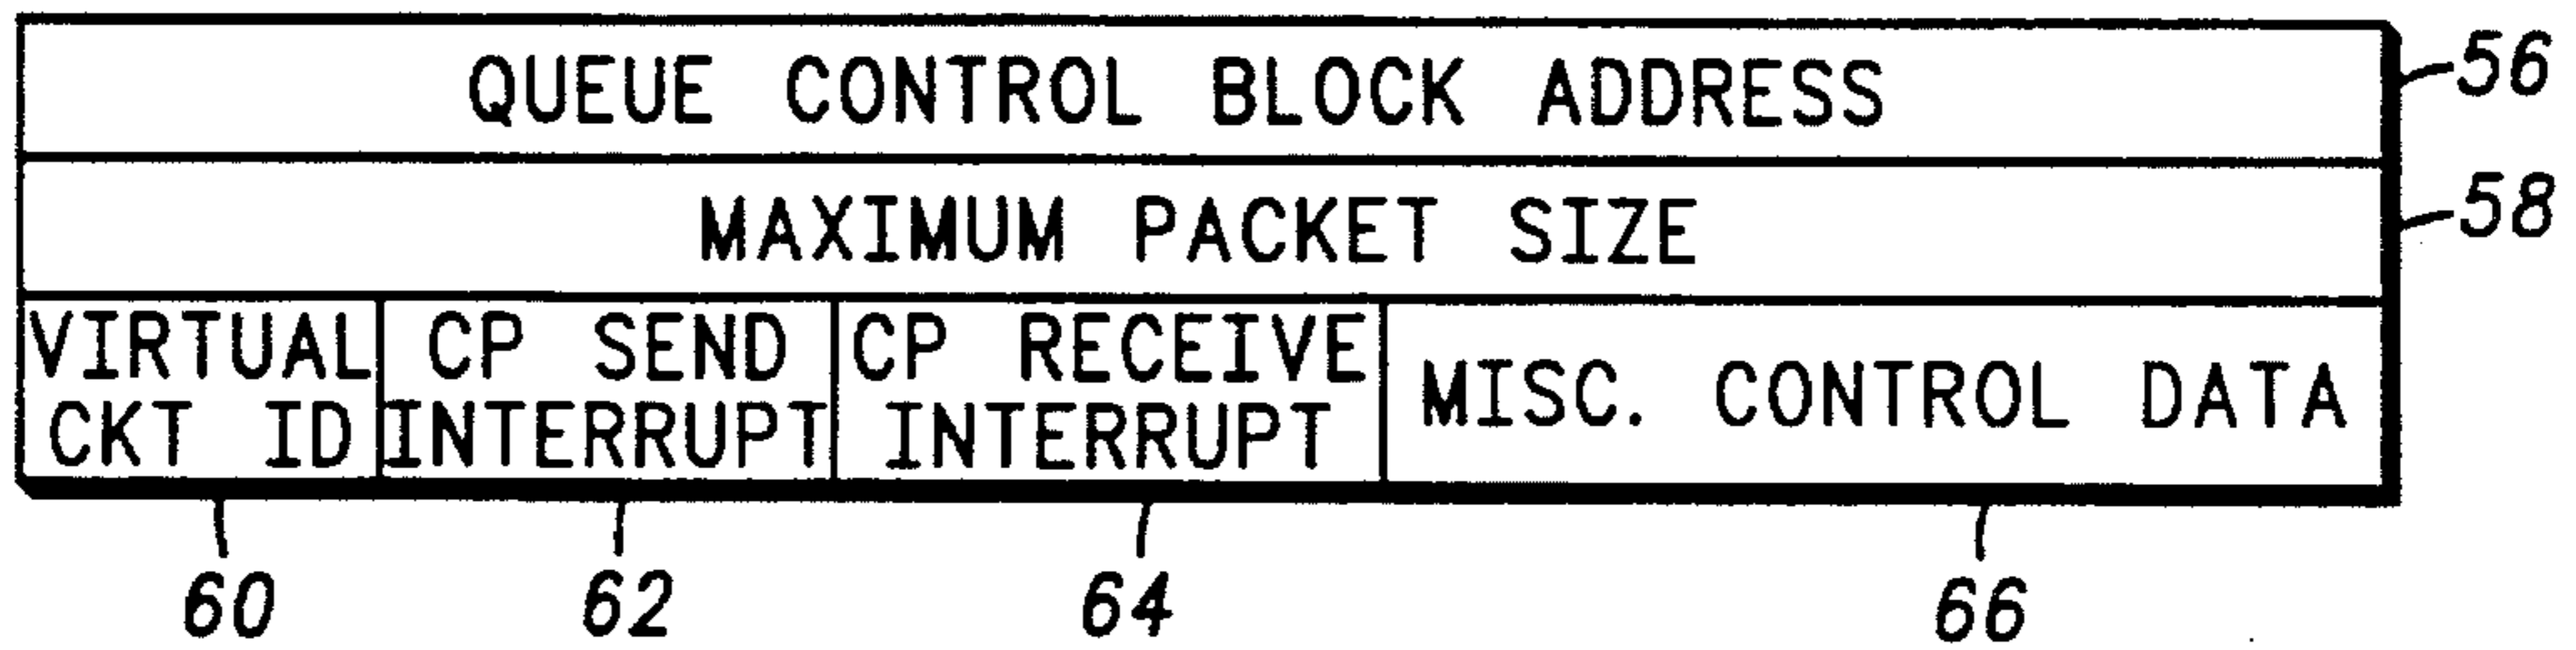 QUEUE CONTROL BLOCK ADDRESS
56
MAXIMUM PACKET SIZE
58
VIRTUAL
CKT ID
CP SEND
INTERRUPT
CP RECEIVE
INTERRUPT
MISC. CONTROL DATA
60
62
64
66